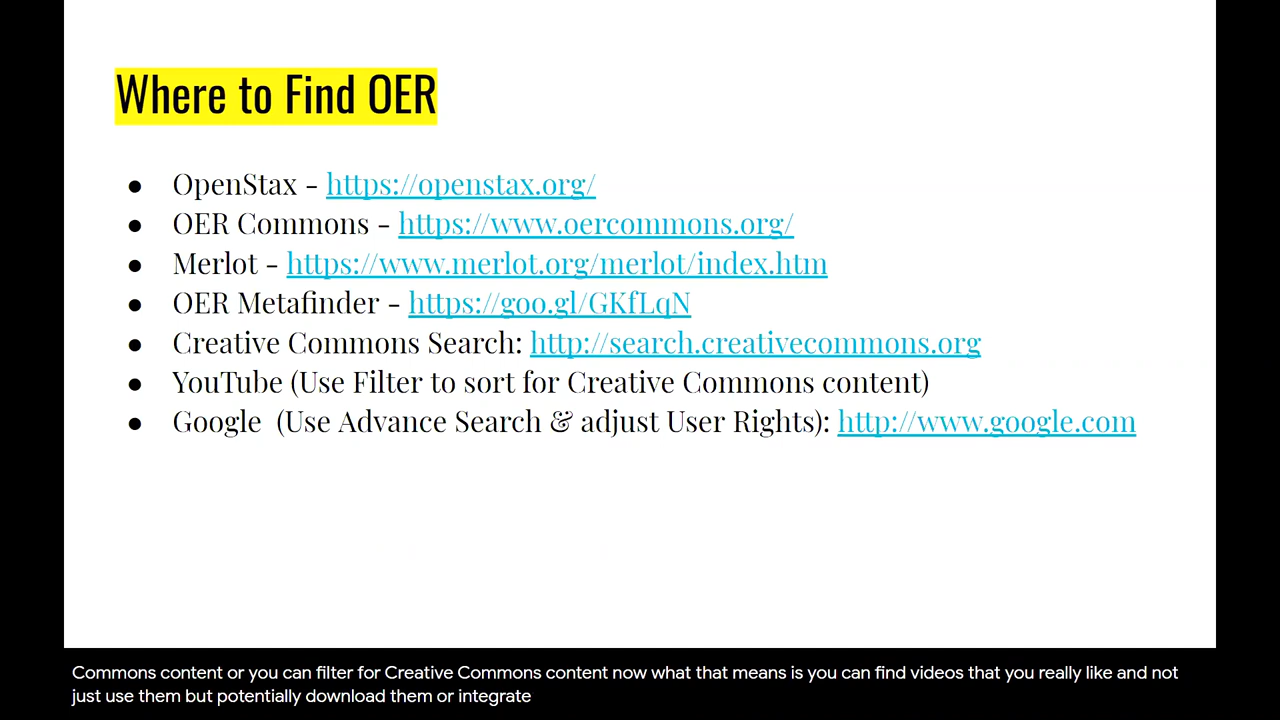 Where to Find OER
● OpenStax - https://openstax.org/
● OER Commons - https://www.oercommons.org/
● Merlot - https://www.merlot.org/merlot/index.htm
● OER Metafinder - https://goo.gl/GKfLqN
● Creative Commons Search: http://search.creativecommons.org
● YouTube (Use Filter to sort for Creative Commons content)
● Google (Use Advance Search & adjust User Rights): http://www.google.com
Commons content or you can filter for Creative Commons content now what that means is you can find videos that you really like and not
just use them but potentially download them or integrate